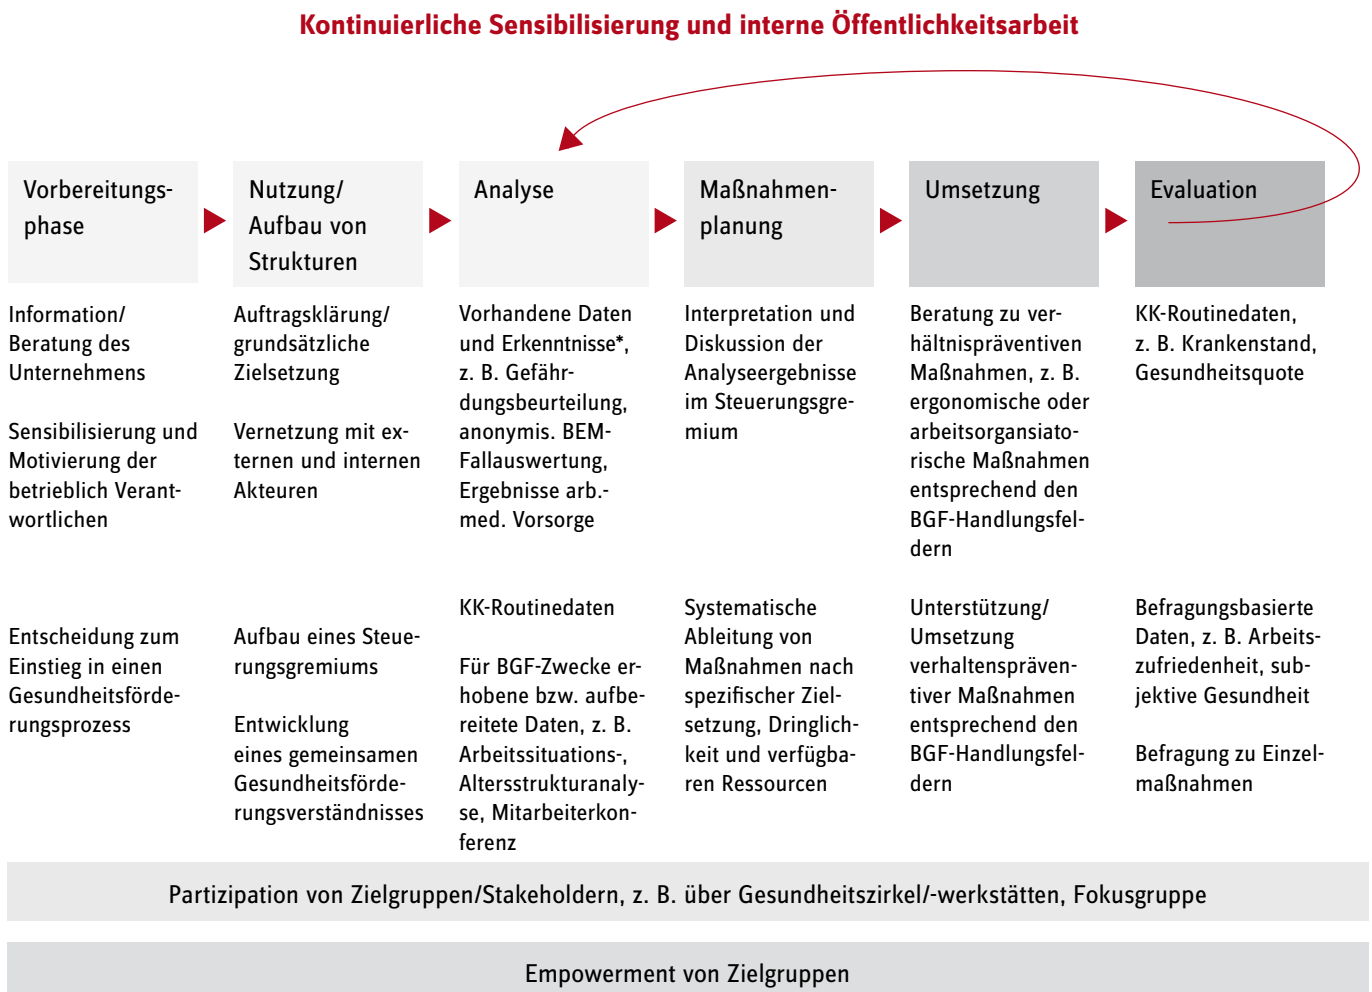 Kontinuierliche Sensibilisierung und interne Öffentlichkeitsarbeit
Vorbereitungs-
phase
Information/
Beratung des
Unternehmens
Sensibilisierung und
Motivierung der
betrieblich Verant-
wortlichen
Entscheidung zum
Einstieg in einen
Gesundheitsförde-
rungsprozess
Nutzung/
Aufbau von
Strukturen
Auftragsklärung/
grundsätzliche
Zielsetzung
Vernetzung mit ex-
ternen und internen
Akteuren
Aufbau eines Steue-
rungsgremiums
Entwicklung
eines gemeinsamen
Gesundheitsförde-
rungsverständnisses
Analyse
Vorhandene Daten
und Erkenntnisse*,
z. B. Gefähr-
dungsbeurteilung,
anonymis. BEM-
Fallauswertung,
Ergebnisse arb.-
med. Vorsorge
KK-Routinedaten
Für BGF-Zwecke er-
hobene bzw. aufbe-
reitete Daten, z. B.
Arbeitssituations-,
Altersstrukturanaly-
se, Mitarbeiterkon-
ferenz
Maßnahmen-
planung
Interpretation und
Diskussion der
Analyseergebnisse
im Steuerungsgre-
mium
Systematische
Ableitung von
Maßnahmen nach
spezifischer Ziel-
setzung, Dringlich-
keit und verfügba-
ren Ressourcen
Umsetzung
Beratung zu ver-
hältnispräventiven
Maßnahmen, z. B.
ergonomische oder
arbeitsorgansiato-
rische Maßnahmen
entsprechend den
BGF-Handlungsfel-
dern
Unterstützung/
Umsetzung
verhaltenspräven-
tiver Maßnahmen
entsprechend den
BGF-Handlungsfel-
dern
Evaluation
KK-Routinedaten,
z. B. Krankenstand,
Gesundheitsquote
Befragungsbasierte
Daten, z. B. Arbeits-
zufriedenheit, sub-
jektive Gesundheit
Befragung zu Einzel-
maßnahmen
Partizipation von Zielgruppen/Stakeholdern, z. B. über Gesundheitszirkel/-werkstätten, Fokusgruppe
Empowerment von Zielgruppen